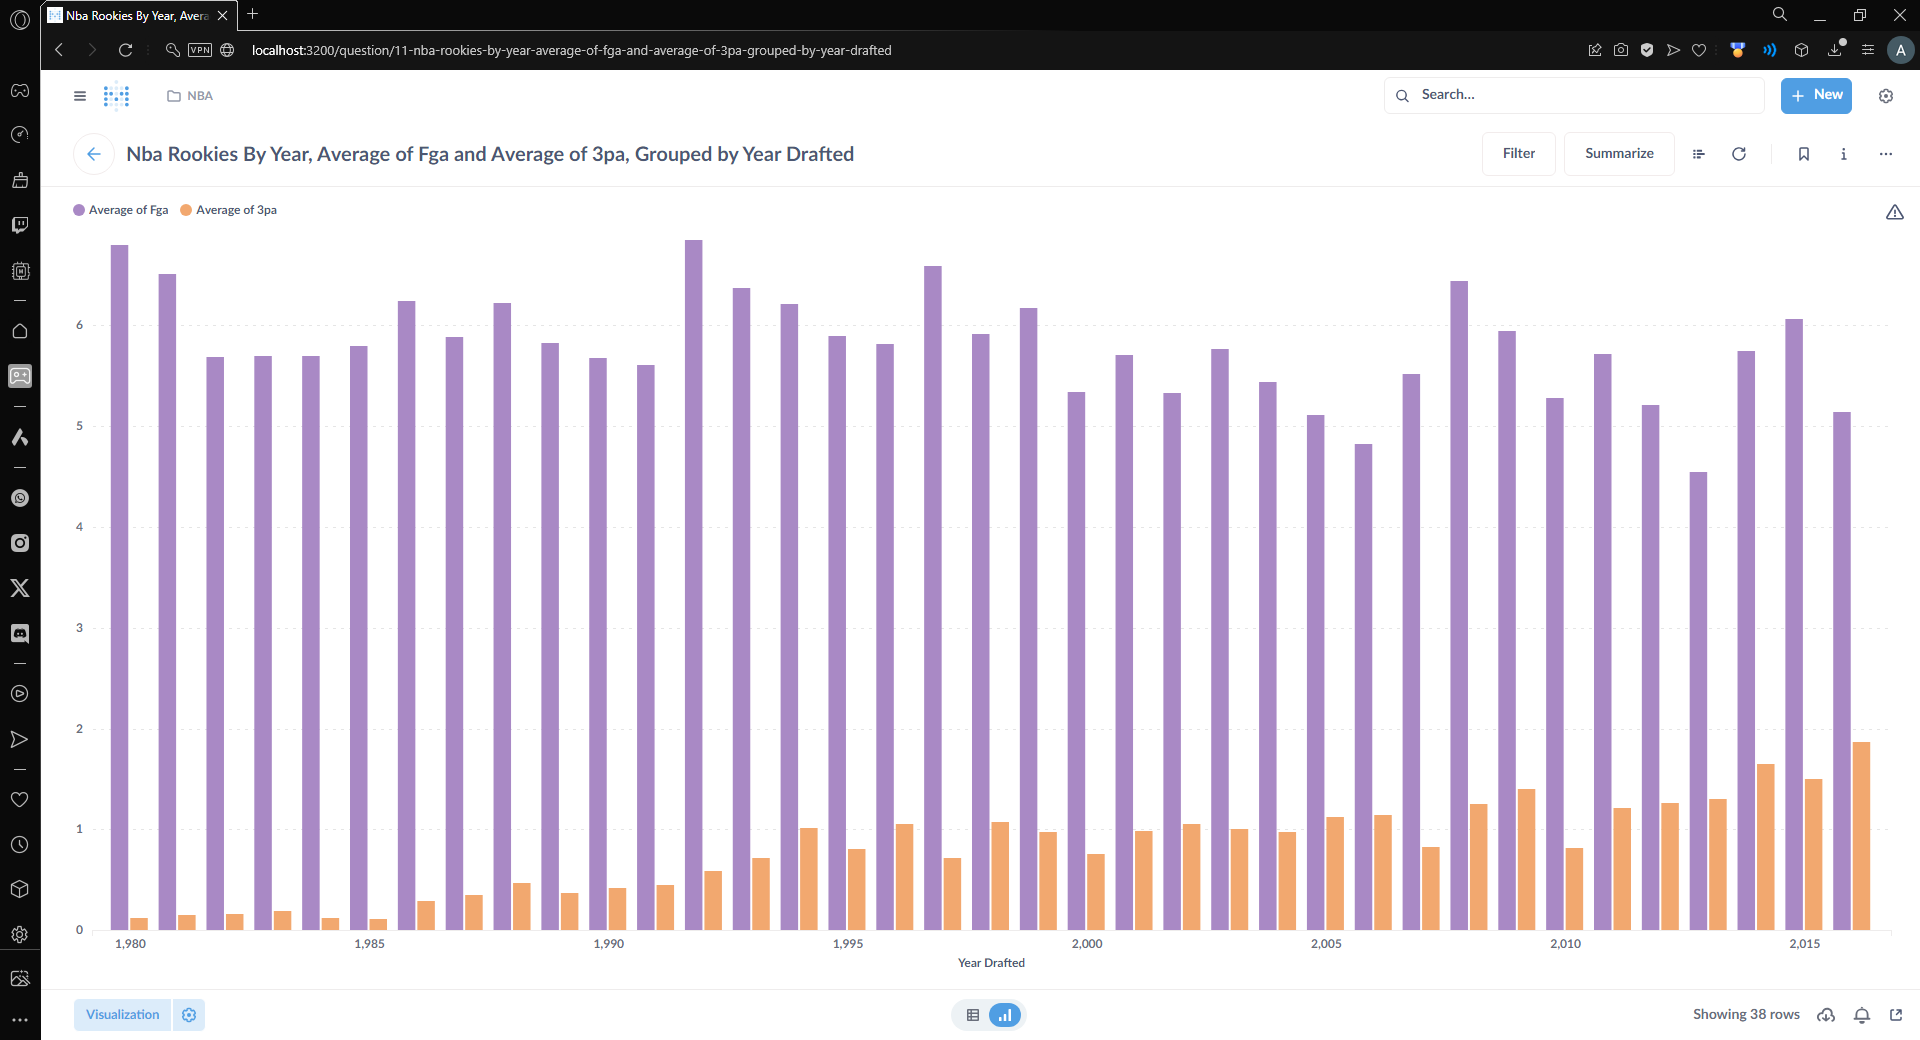 Nba Rookies By Year, Avera
VPN
localhost:3200/question/11-nba-rookies-by-year-average-of-fga-and-average-of-3pa-grouped-by-year-drafted
A
NBA
Search...
+ New
Nba Rookies By Year, Average of Fga and Average of 3pa, Grouped by Year Drafted
Filter
Summarize
Average of Fga
Average of 3pa
6
5
4
3
2
1
0
1,980
1,985
1,990
1,995
2,000
2,005
2,010
2,015
Year Drafted
Visualization
Showing 38 rows